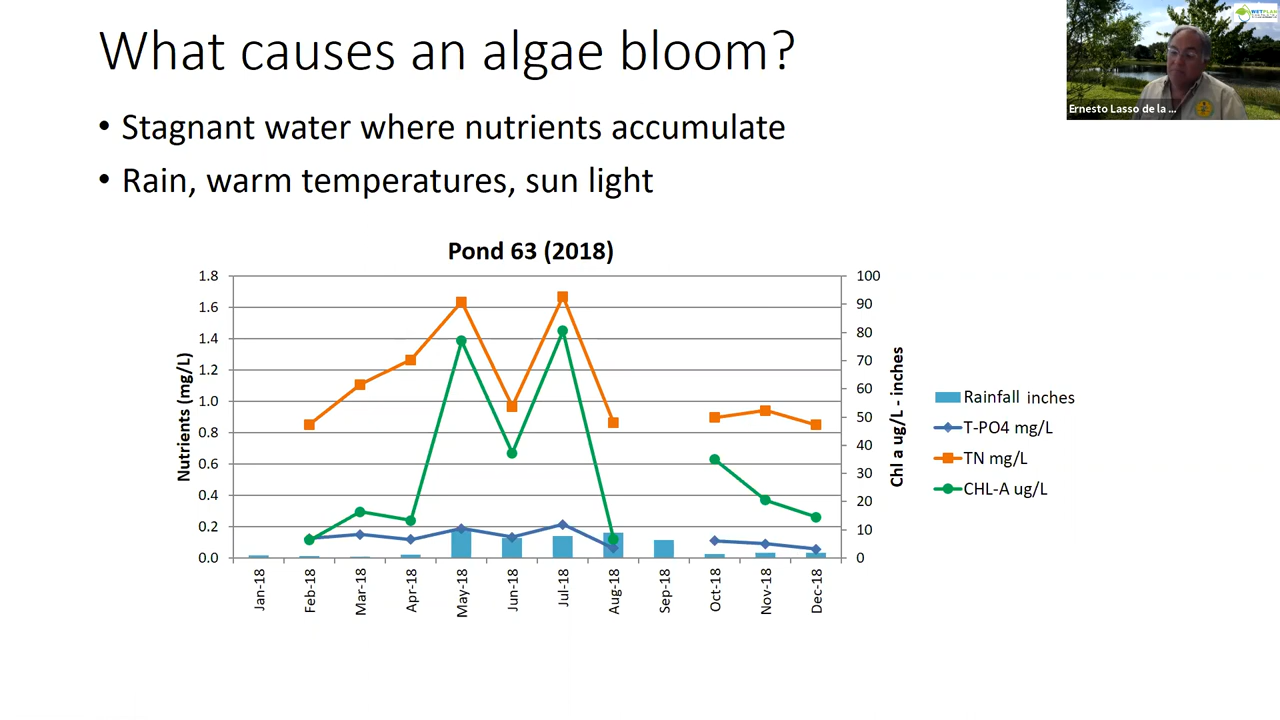 What causes an algae bloom?
• Stagnant water where nutrients accumulate
• Rain, warm temperatures, sun light
WETPLAN
Ernesto Lasso de la ...
Pond 63 (2018)
Nutrients (mg/L)
1.8
1.6
1.4
1.2
1.0
0.8
0.6
0.4
0.2
0.0
100
90
80
70
60
50
40
30
20
10
0
Chl a ug/L - inches
Jan-18
Feb-18
Mar-18
Apr-18
May-18
Jun-18
Jul-18
Aug-18
Sep-18
Oct-18
Nov-18
Dec-18
Rainfall inches
T-PO4 mg/L
TN mg/L
CHL-A ug/L